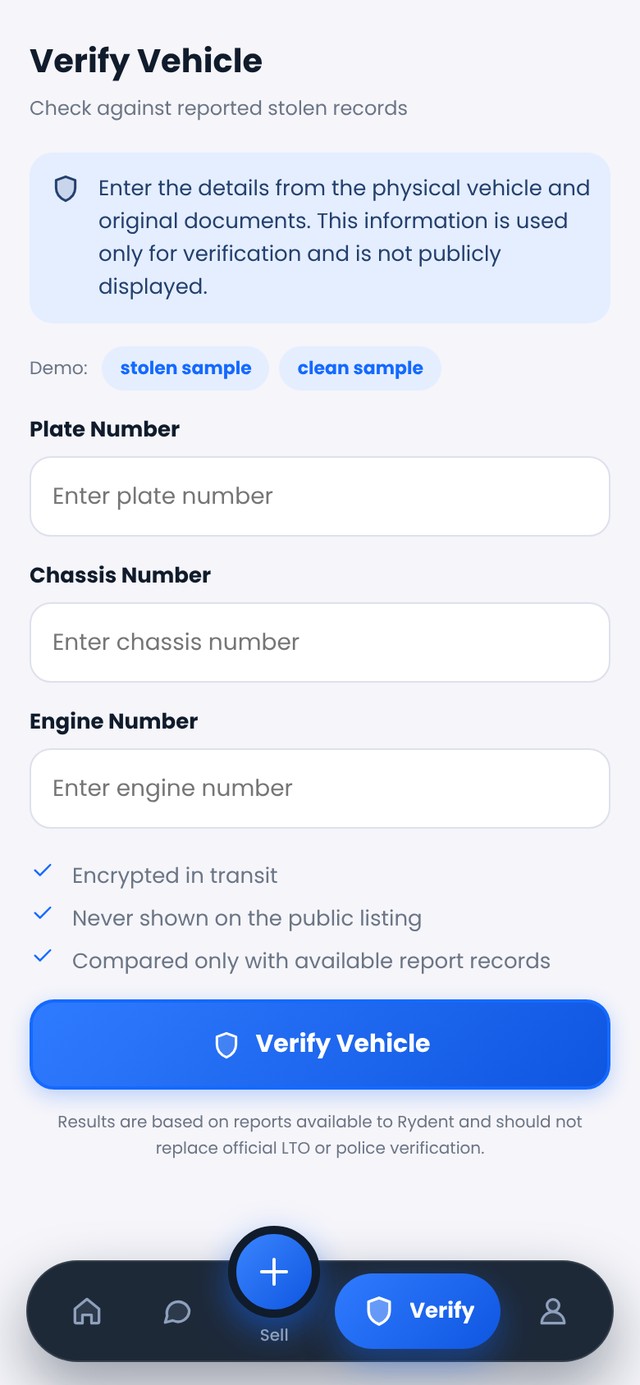 Verify Vehicle
Check against reported stolen records
Enter the details from the physical vehicle and
original documents. This information is used
only for verification and is not publicly
displayed.
Demo: stolen sample clean sample
Plate Number
Enter plate number
Chassis Number
Enter chassis number
Engine Number
Enter engine number
Encrypted in transit
Never shown on the public listing
Compared only with available report records
Verify Vehicle
Results are based on reports available to Rydent and should not
replace official LTO or police verification.
Sell
Verify